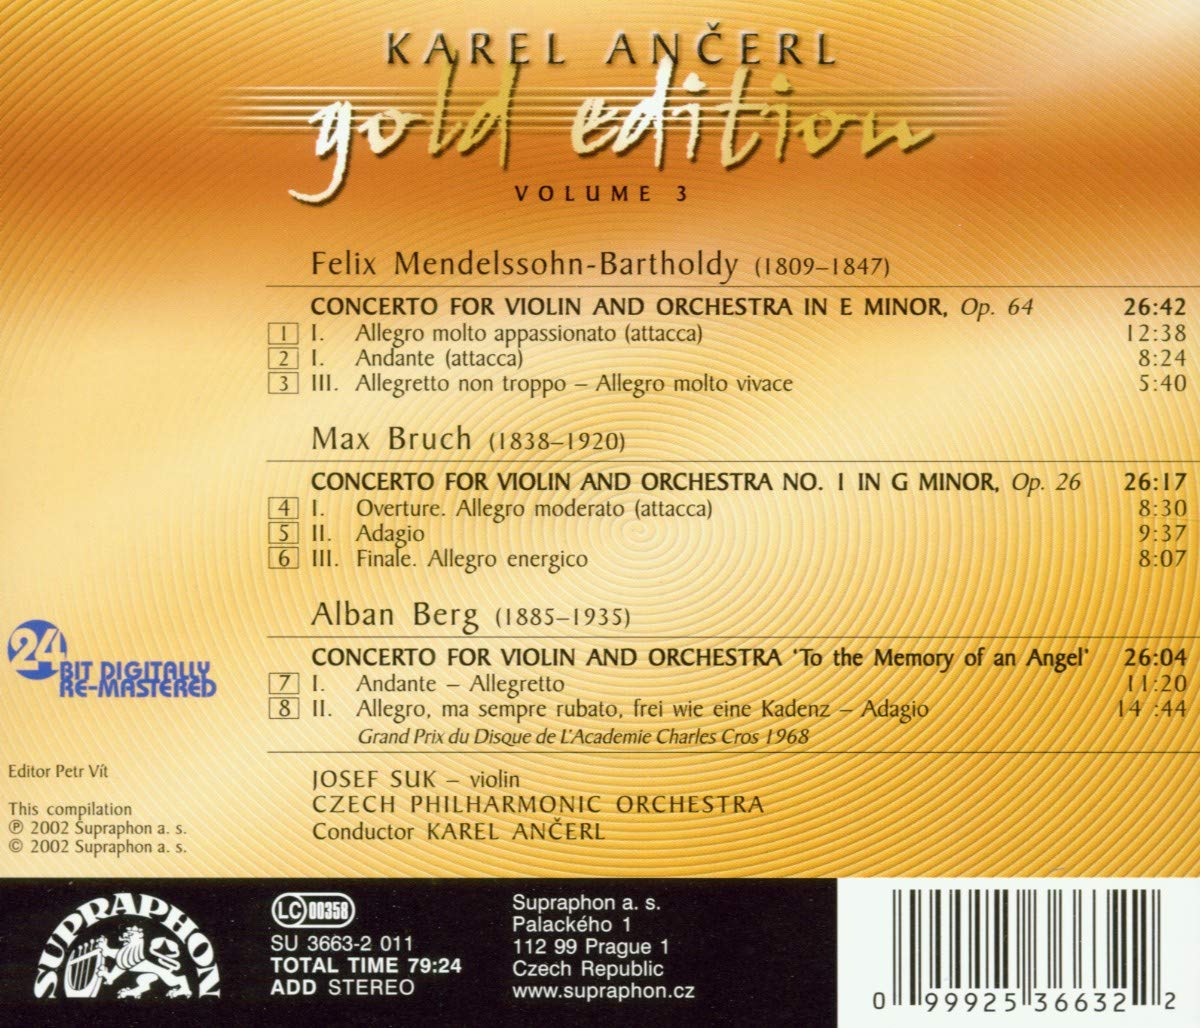 KAREL ANČERL
gold edition
VOLUME 3
Felix Mendelssohn-Bartholdy (1809–1847)
CONCERTO FOR VIOLIN AND ORCHESTRA IN E MINOR, Op. 64 26:42
1 I. Allegro molto appassionato (attacca) 12:38
2 I. Andante (attacca) 8:24
3 III. Allegretto non troppo – Allegro molto vivace 5:40
Max Bruch (1838–1920)
CONCERTO FOR VIOLIN AND ORCHESTRA NO. 1 IN G MINOR, Op. 26 26:17
4 I. Overture. Allegro moderato (attacca) 8:30
5 II. Adagio 9:37
6 III. Finale. Allegro energico 8:07
Alban Berg (1885–1935)
CONCERTO FOR VIOLIN AND ORCHESTRA 'To the Memory of an Angel' 26:04
7 I. Andante – Allegretto 11:20
8 II. Allegro, ma sempre rubato, frei wie eine Kadenz – Adagio 14 :44
Grand Prix du Disque de L'Academie Charles Cros 1968
24
BIT DIGITALLY
RE-MASTERED
Editor Petr Vít
This compilation
℗ 2002 Supraphon a. s.
© 2002 Supraphon a. s.
JOSEF SUK – violin
CZECH PHILHARMONIC ORCHESTRA
Conductor KAREL ANČERL
SUPRAPHON
LC 00358
SU 3663-2 011
TOTAL TIME 79:24
ADD STEREO
Supraphon a. s.
Palackého 1
112 99 Prague 1
Czech Republic
www.supraphon.cz
0 99925 36632 2